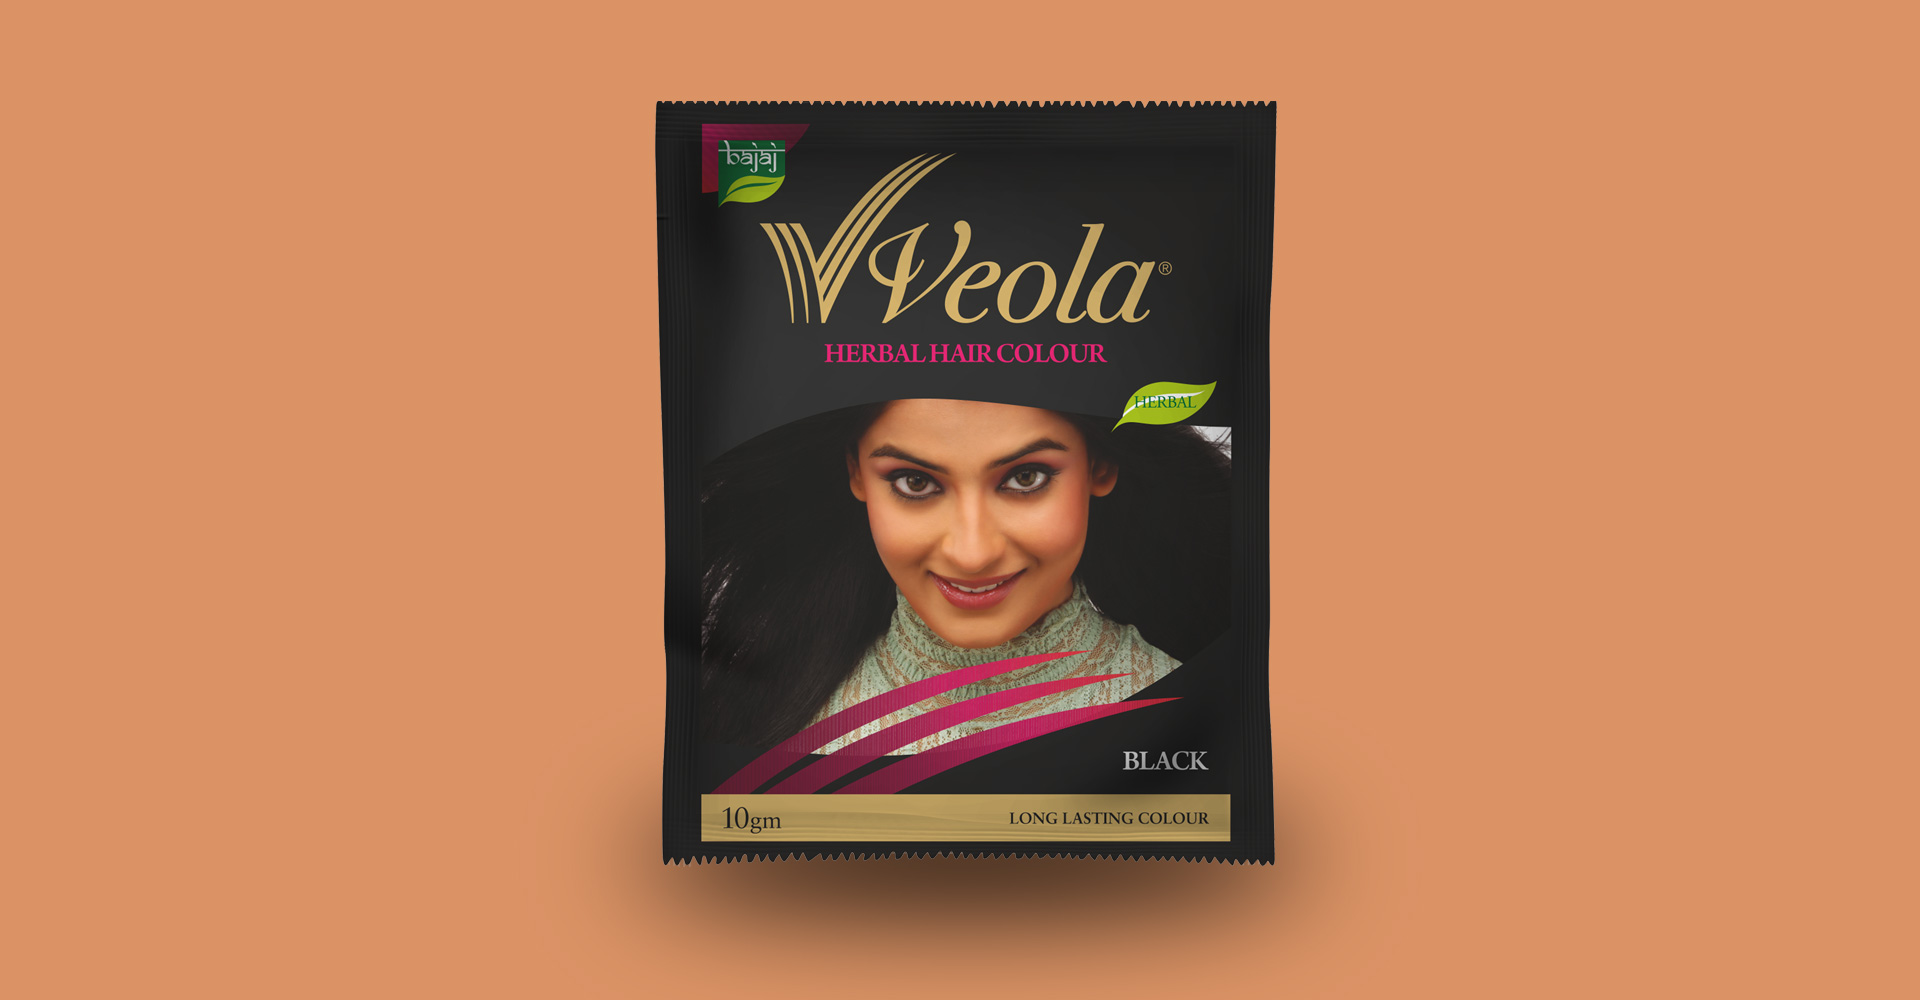 bajaj
Veola®
HERBAL HAIR COLOUR
HERBAL
BLACK
10gm
LONG LASTING COLOUR